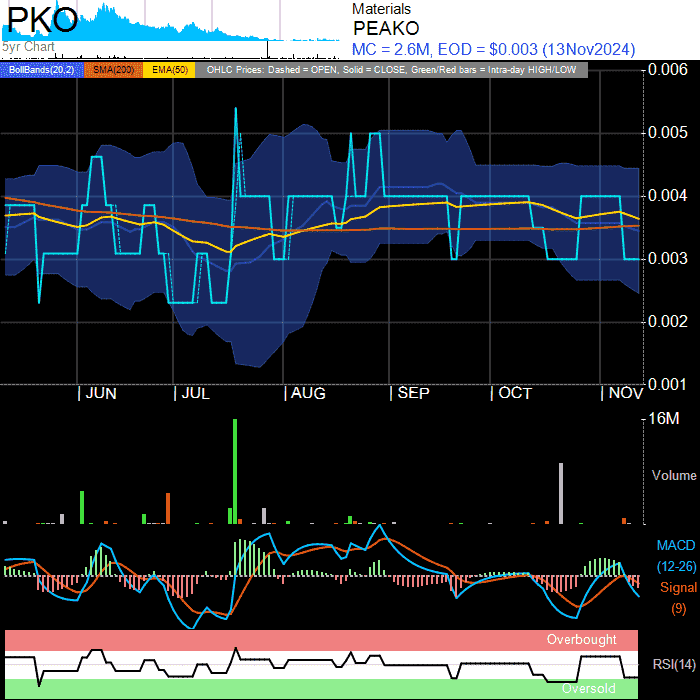 PKO
5yr Chart
Materials
PEAKO
MC = 2.6M, EOD = $0.003 (13Nov2024)
BollBands(20,2) SMA(200) EMA(50) OHLC Prices: Dashed = OPEN, Solid = CLOSE, Green/Red bars = Intra-day HIGH/LOW
0.006
0.005
0.004
0.003
0.002
0.001
| JUN | JUL | AUG | SEP | OCT | NOV
16M
Volume
MACD
(12-26)
Signal
(9)
Overbought
RSI(14)
Oversold